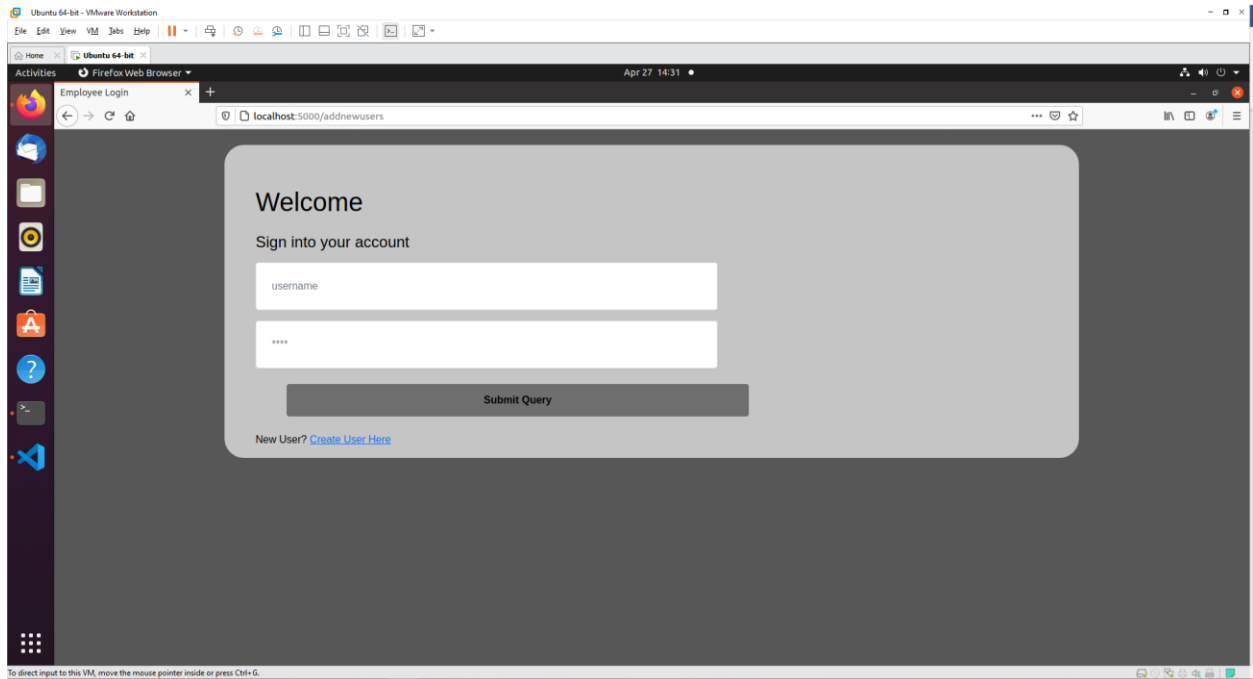 Ubuntu 64-bit - VMware Workstation
File Edit View VM Tabs Help
Home Ubuntu 64-bit
Activities Firefox Web Browser Apr 27 14:31
Employee Login
localhost:5000/addnewusers
Welcome
Sign into your account
username
****
Submit Query
New User? Create User Here
To direct input to this VM, move the mouse pointer inside or press Ctrl+G.